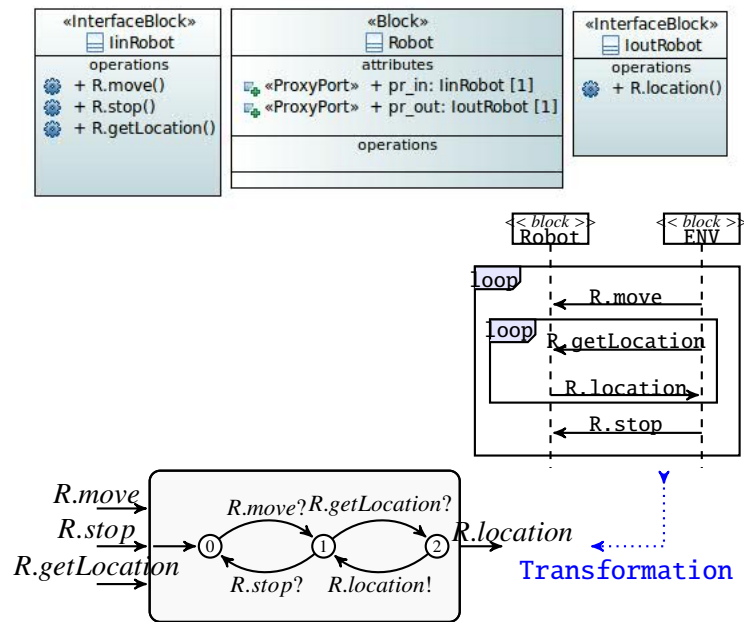 «InterfaceBlock»
IinRobot
operations
+ R.move()
+ R.stop()
+ R.getLocation()
«Block»
Robot
attributes
«ProxyPort» + pr_in: IinRobot [1]
«ProxyPort» + pr_out: IoutRobot [1]
operations
«InterfaceBlock»
IoutRobot
operations
+ R.location()
<< block >>
Robot
<< block >>
ENV
loop
R.move
loop
R.getLocation
R.location
R.stop
R.move
R.stop
R.getLocation
R.move?
R.getLocation?
0
1
2
R.stop?
R.location!
R.location
Transformation